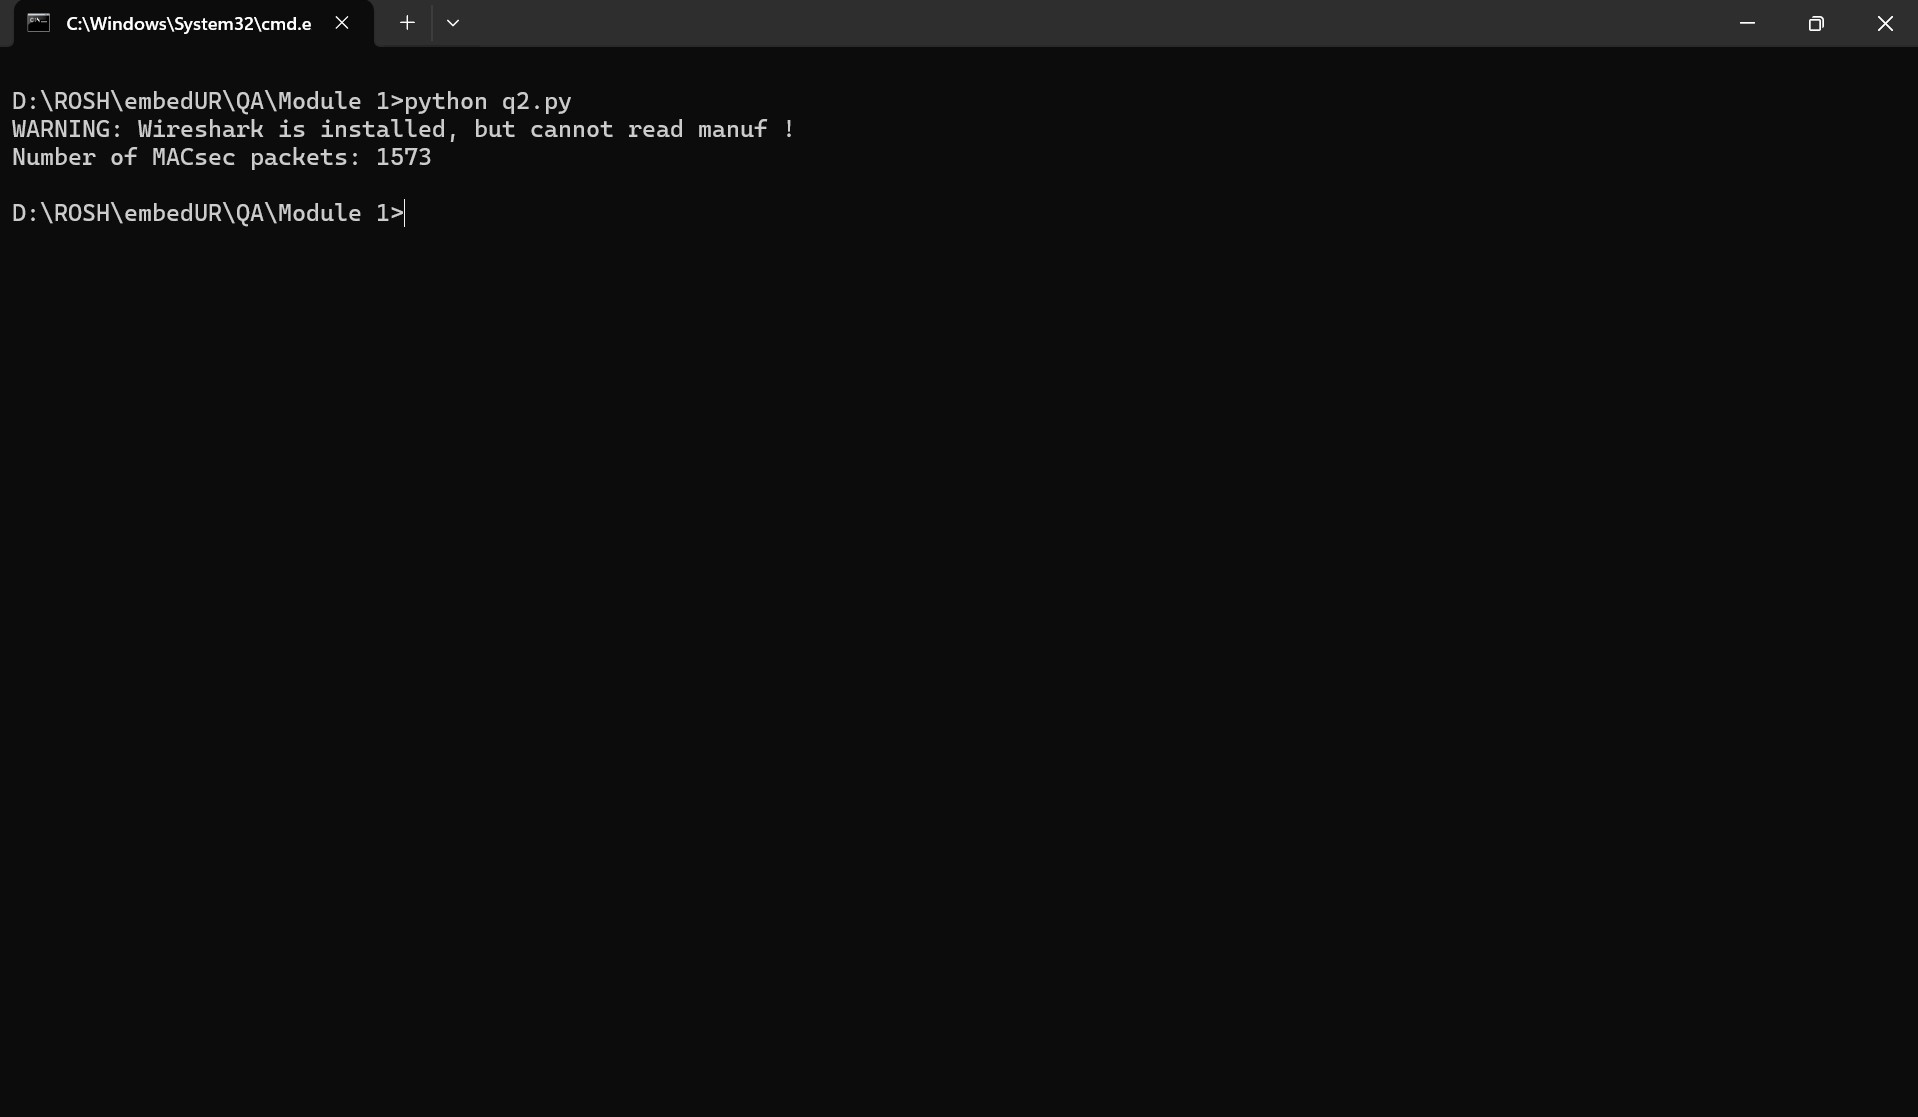 C:\Windows\System32\cmd.e
D:\ROSH\embedUR\QA\Module 1>python q2.py
WARNING: Wireshark is installed, but cannot read manuf !
Number of MACsec packets: 1573
D:\ROSH\embedUR\QA\Module 1>